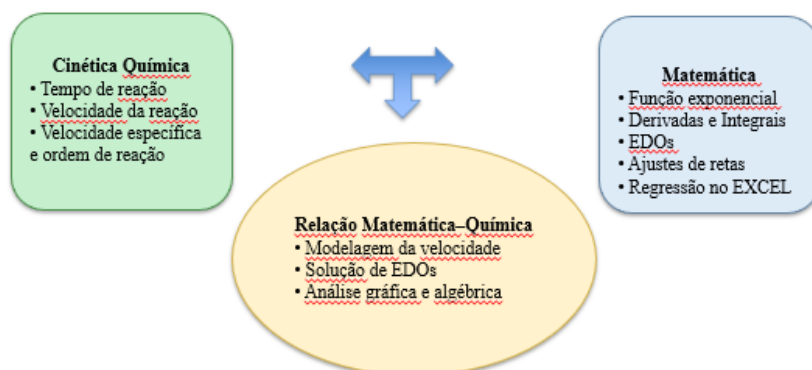 Cinética Química
• Tempo de reação
• Velocidade da reação
• Velocidade específica
e ordem de reação
Matemática
• Função exponencial
• Derivadas e Integrais
• EDOs
• Ajustes de retas
• Regressão no EXCEL
Relação Matemática–Química
• Modelagem da velocidade
• Solução de EDOs
• Análise gráfica e algébrica